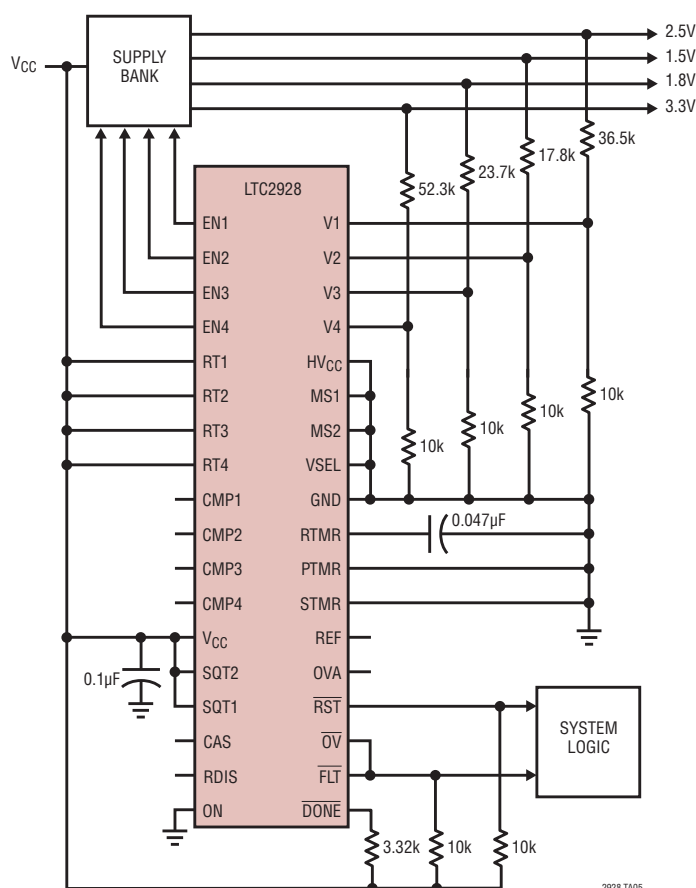 VCC
SUPPLY
BANK
2.5V
1.5V
1.8V
3.3V
52.3k
23.7k
17.8k
36.5k
LTC2928
EN1
EN2
EN3
EN4
RT1
RT2
RT3
RT4
CMP1
CMP2
CMP3
CMP4
VCC
SQT2
SQT1
CAS
RDIS
ON
V1
V2
V3
V4
HVCC
MS1
MS2
VSEL
GND
RTMR
PTMR
STMR
REF
OVA
RST
OV
FLT
DONE
10k
10k
10k
10k
0.047µF
0.1µF
SYSTEM
LOGIC
3.32k
10k
10k
2928 TA05